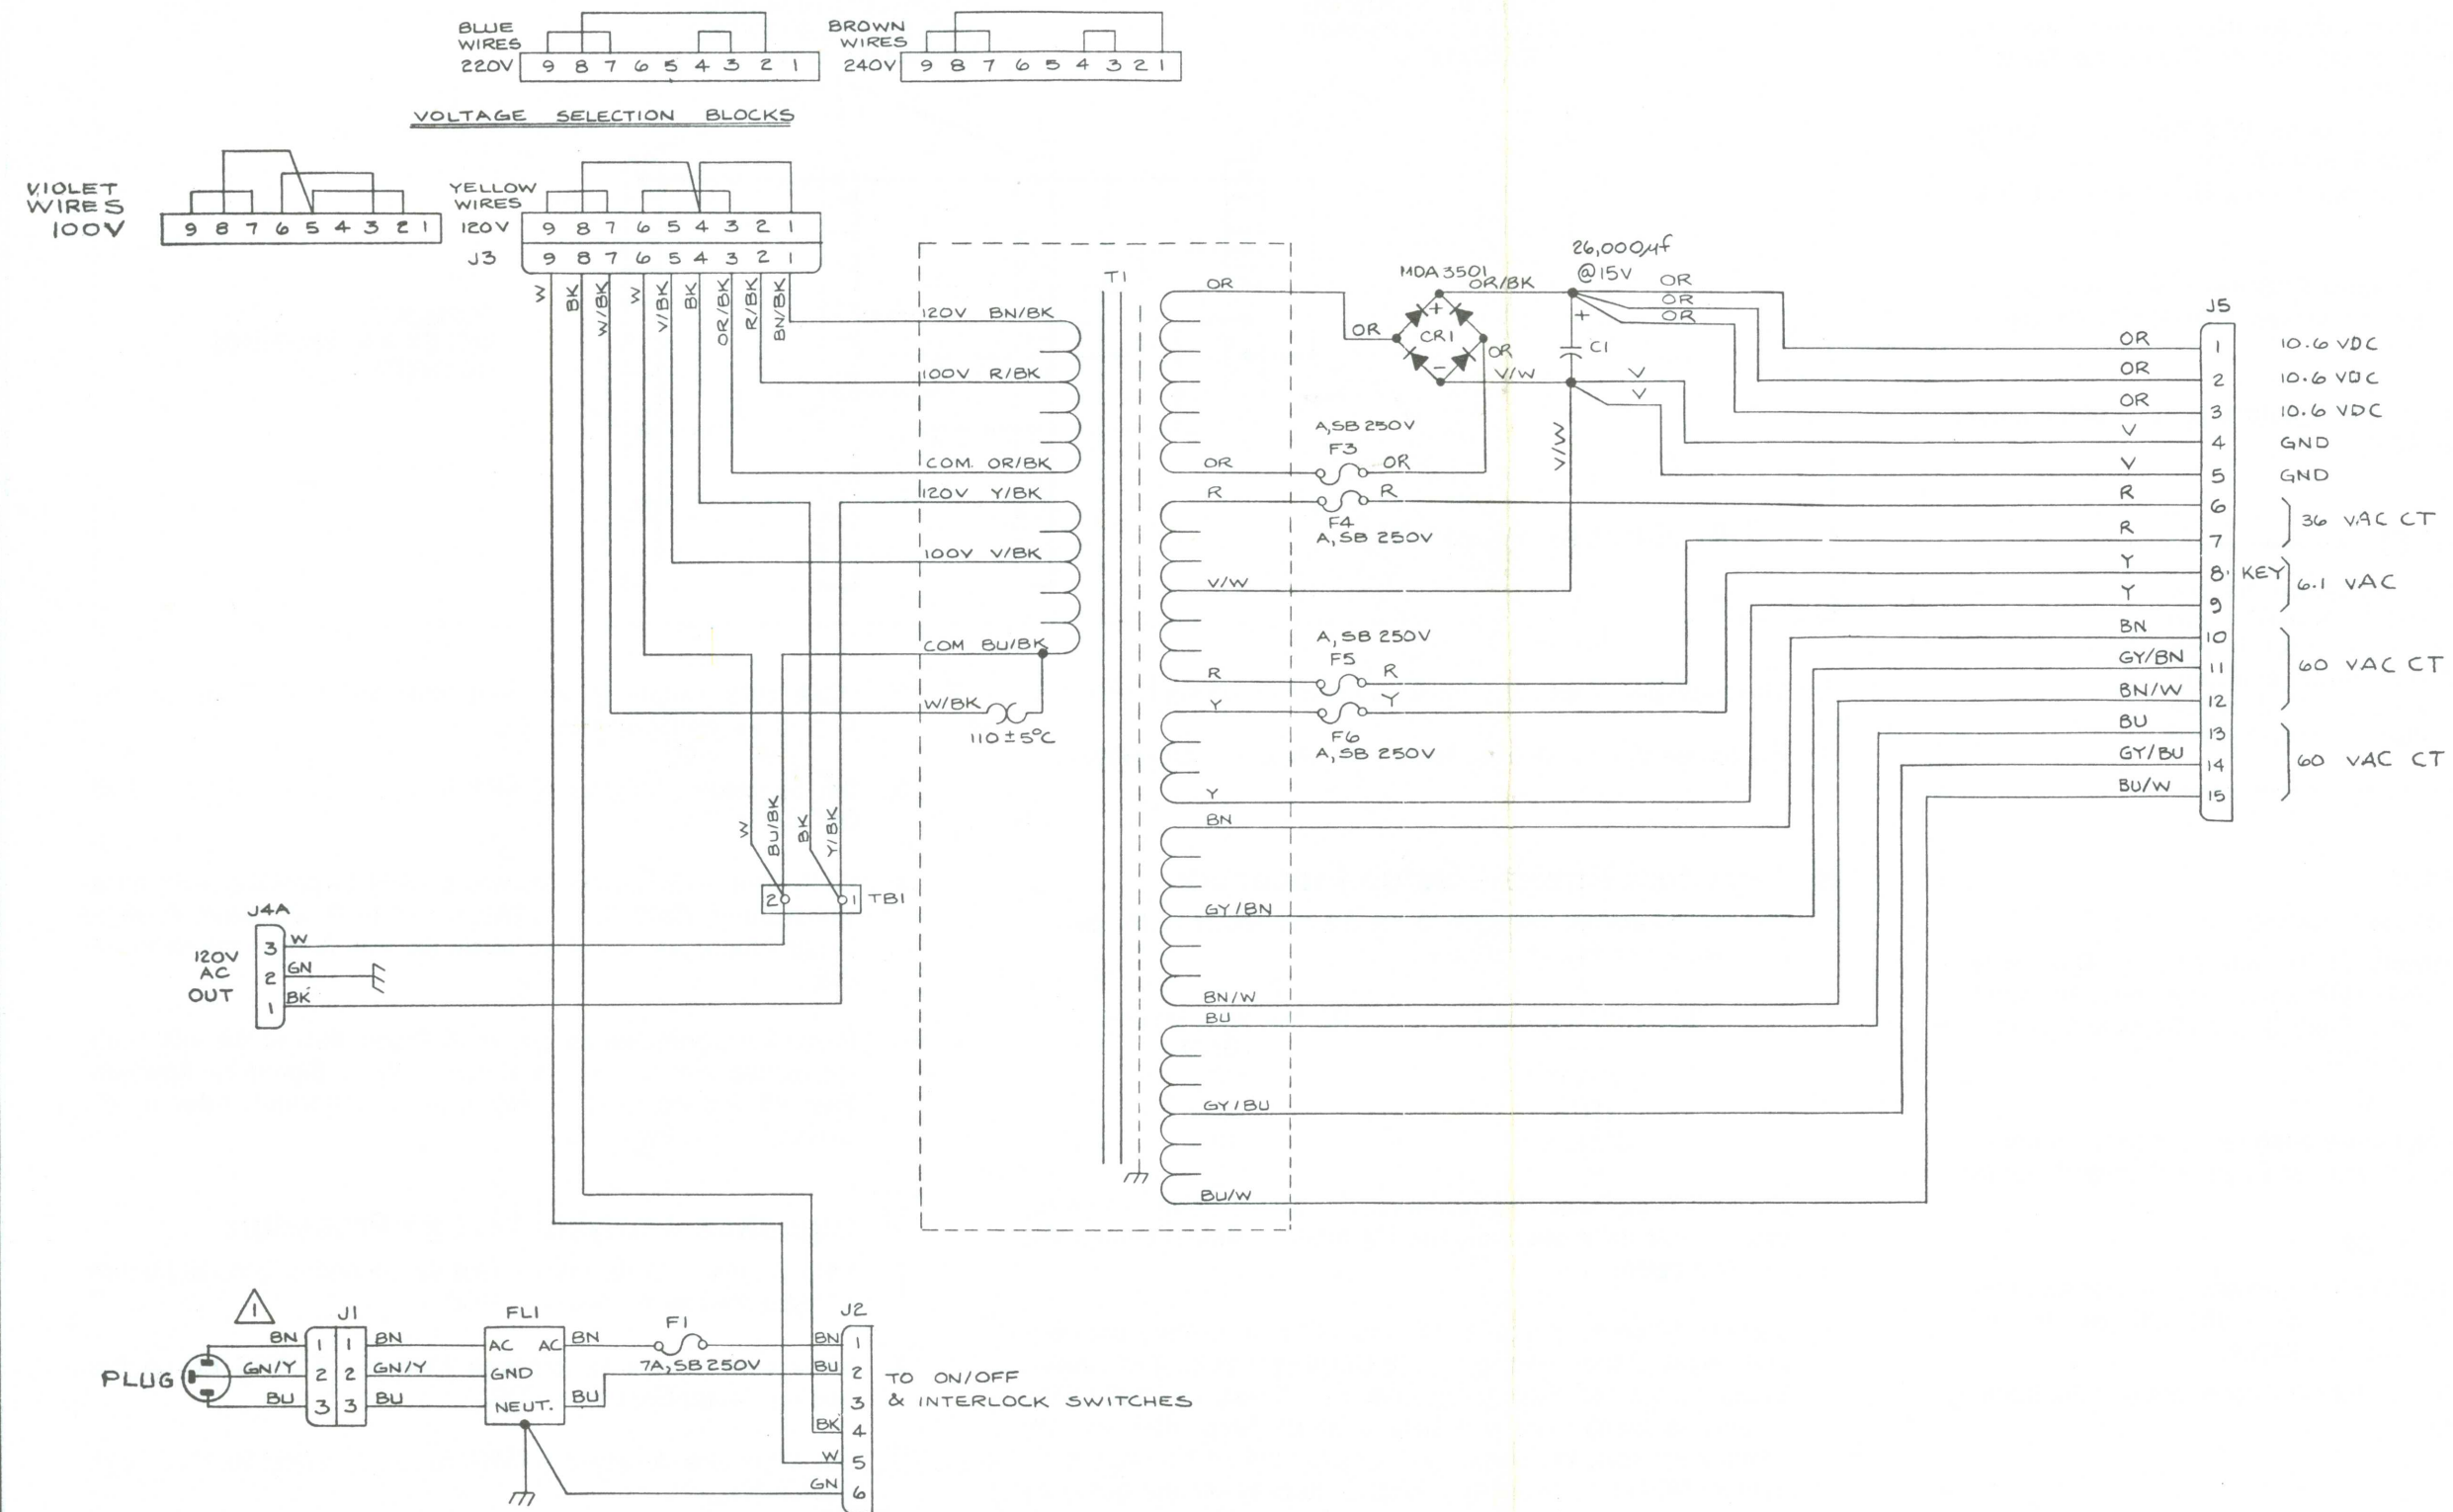 BLUE
WIRES
220V
9 8 7 6 5 4 3 2 1
BROWN
WIRES
240V
9 8 7 6 5 4 3 2 1
VOLTAGE SELECTION BLOCKS
VIOLET
WIRES
100V
9 8 7 6 5 4 3 2 1
YELLOW
WIRES
120V
9 8 7 6 5 4 3 2 1
J3
9 8 7 6 5 4 3 2 1
W
BK
W/BK
W
V/BK
BK
OR/BK
R/BK
BN/BK
T1
120V BN/BK
100V R/BK
COM. OR/BK
120V Y/BK
100V V/BK
COM BU/BK
W/BK
110±5°C
W
BU/BK
BK
Y/BK
2
1
TB1
J4A
120V
AC
OUT
3
W
2
GN
1
BK
OR
OR
R
V/W
R
Y
Y
BN
GY/BN
BN/W
BU
GY/BU
BU/W
MDA3501
OR/BK
OR
+
CR1
−
OR
V/W
26,000µf
@15V
+
C1
OR
OR
OR
V
V
V/W
A,SB 250V
F3
OR
R
F4
A,SB 250V
A,SB 250V
F5
R
Y
F6
A,SB 250V
J5
OR 1 10.6 VDC
OR 2 10.6 VDC
OR 3 10.6 VDC
V 4 GND
V 5 GND
R 6
36 VAC CT
R 7
Y 8 KEY
6.1 VAC
Y 9
BN 10
GY/BN 11
60 VAC CT
BN/W 12
BU 13
GY/BU 14
60 VAC CT
BU/W 15
1
PLUG
J1
BN 1 1 BN
GN/Y 2 2 GN/Y
BU 3 3 BU
FL1
AC AC
GND
NEUT.
BN
BU
F1
7A,SB 250V
J2
BN 1
BU 2
3
BK 4
W 5
GN 6
TO ON/OFF
& INTERLOCK SWITCHES